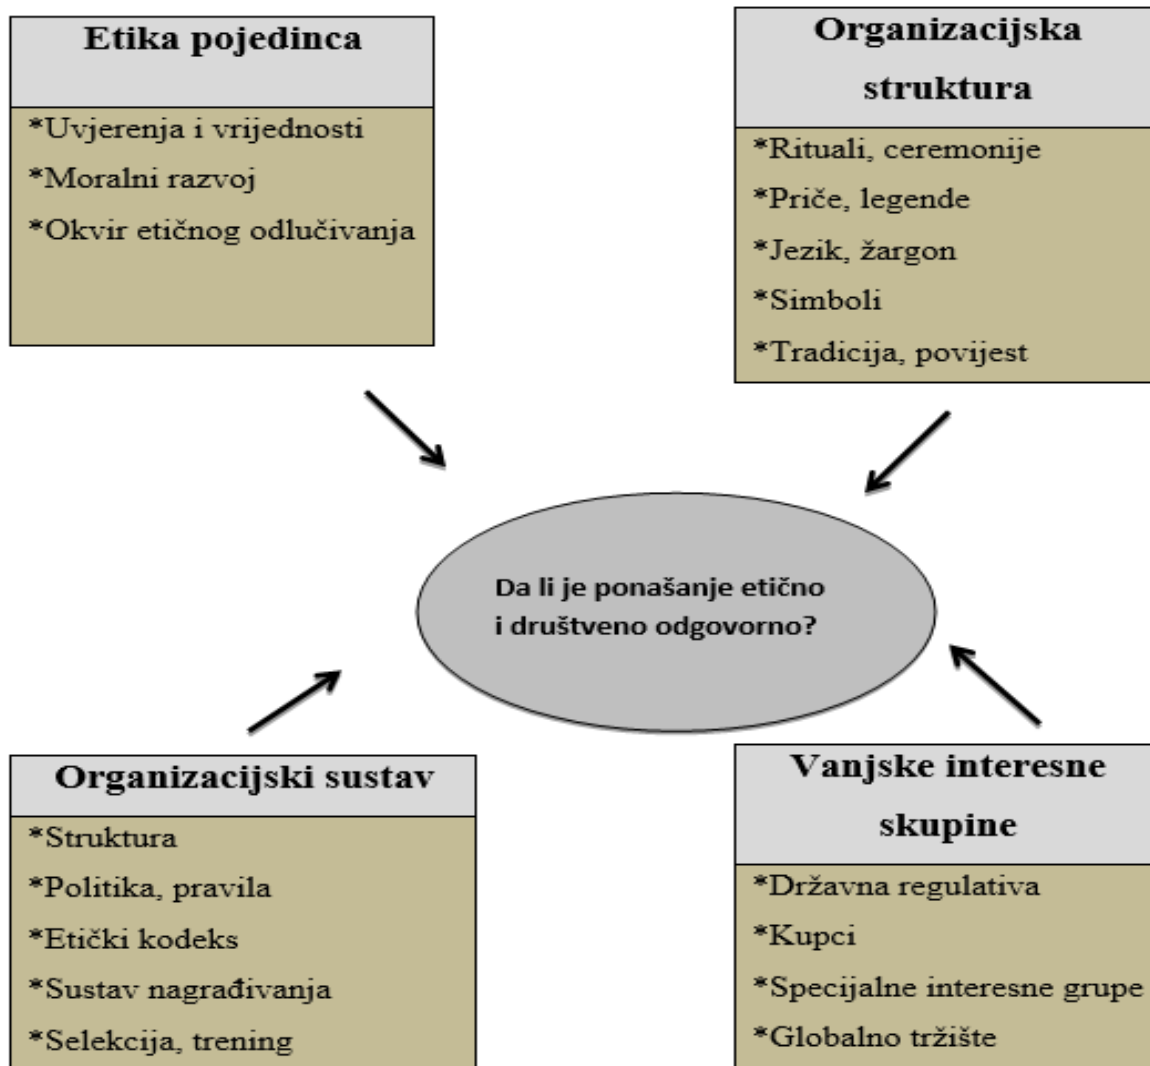 Etika pojedinca
*Uvjerenja i vrijednosti
*Moralni razvoj
*Okvir etičnog odlučivanja
Organizacijska
struktura
*Rituali, ceremonije
*Priče, legende
*Jezik, žargon
*Simboli
*Tradicija, povijest
Da li je ponašanje etično
i društveno odgovorno?
Organizacijski sustav
*Struktura
*Politika, pravila
*Etički kodeks
*Sustav nagrađivanja
*Selekcija, trening
Vanjske interesne
skupine
*Državna regulativa
*Kupci
*Specijalne interesne grupe
*Globalno tržište